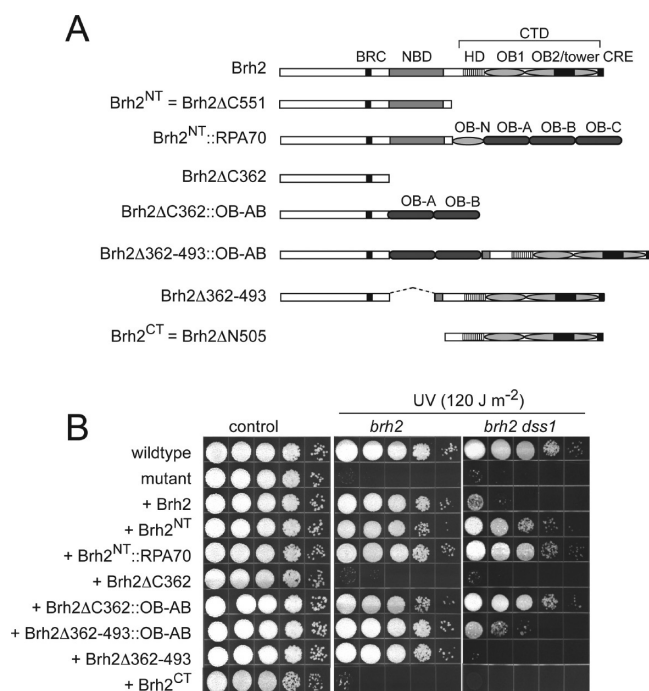 A
CTD
BRC NBD HD OB1 OB2/tower CRE
Brh2
Brh2NT = Brh2ΔC551
OB-N OB-A OB-B OB-C
Brh2NT::RPA70
Brh2ΔC362
OB-A OB-B
Brh2ΔC362::OB-AB
Brh2Δ362-493::OB-AB
Brh2Δ362-493
Brh2CT = Brh2ΔN505
B
UV (120 J m-2)
control brh2 brh2 dss1
wildtype
mutant
+ Brh2
+ Brh2NT
+ Brh2NT::RPA70
+ Brh2ΔC362
+ Brh2ΔC362::OB-AB
+ Brh2Δ362-493::OB-AB
+ Brh2Δ362-493
+ Brh2CT